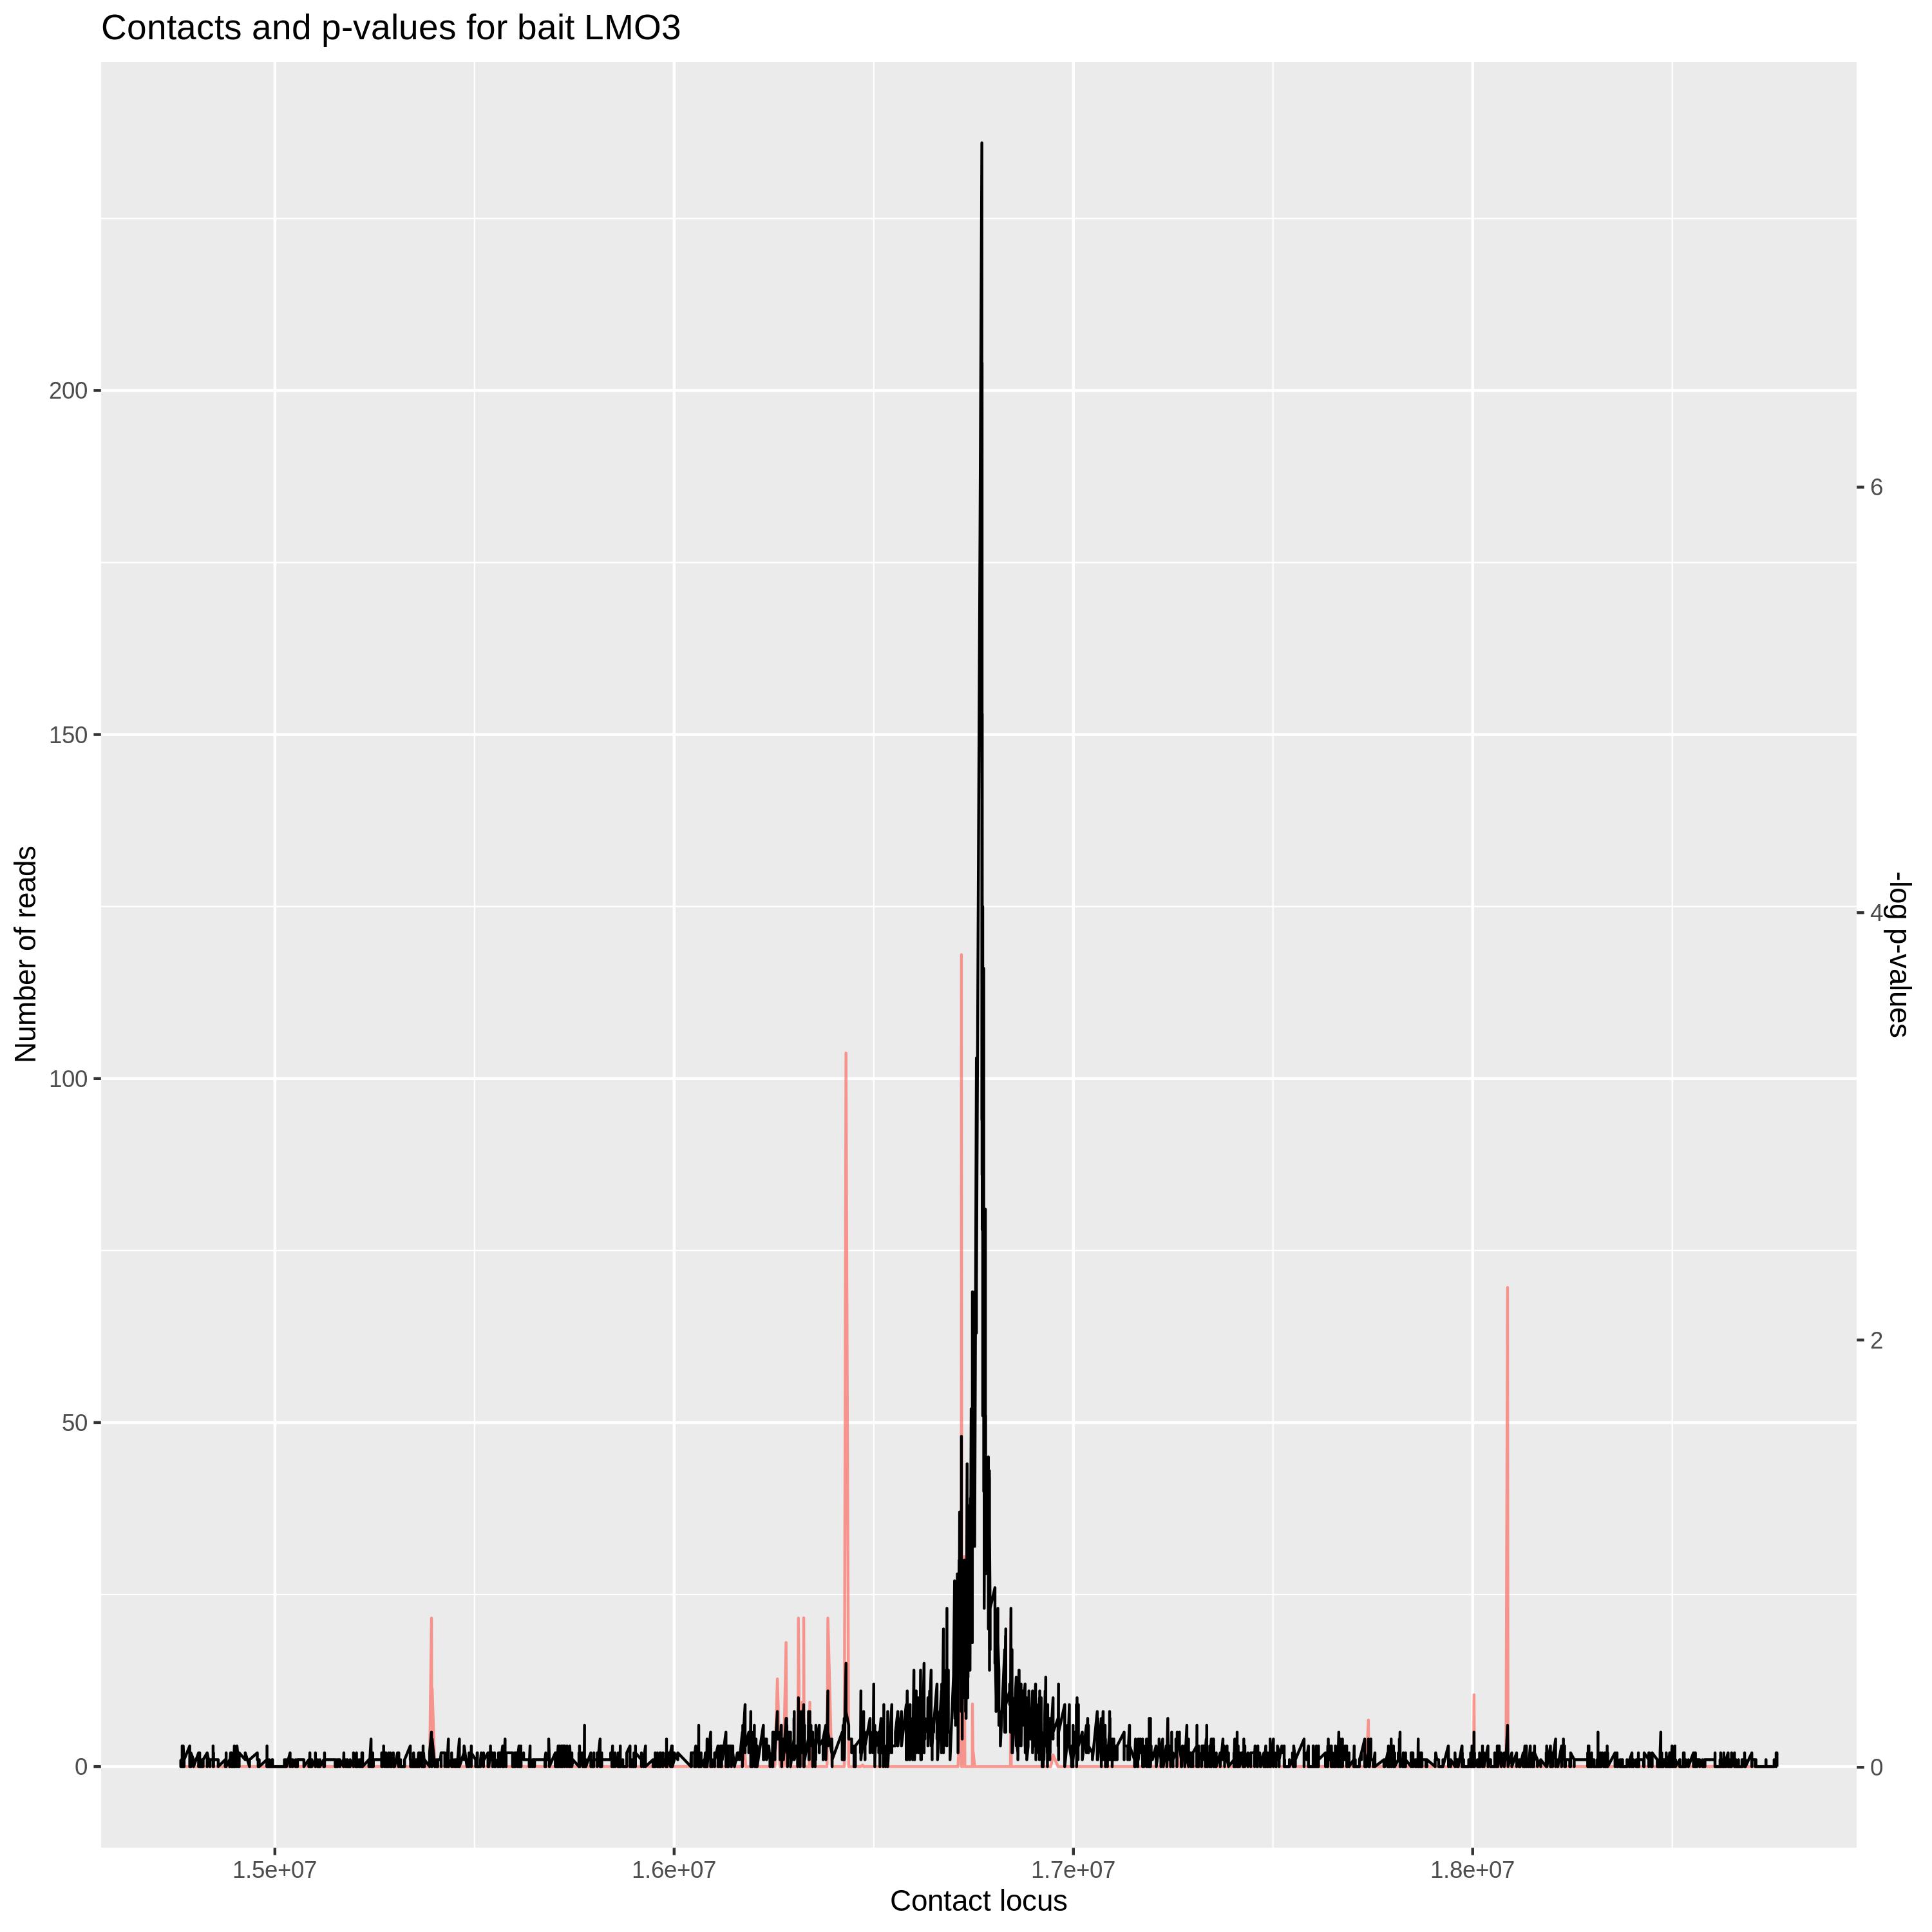 Contacts and p-values for bait LMO3
200
150
100
50
0
Number of reads
6
4
2
0
-log p-values
1.5e+07
1.6e+07
1.7e+07
1.8e+07
Contact locus